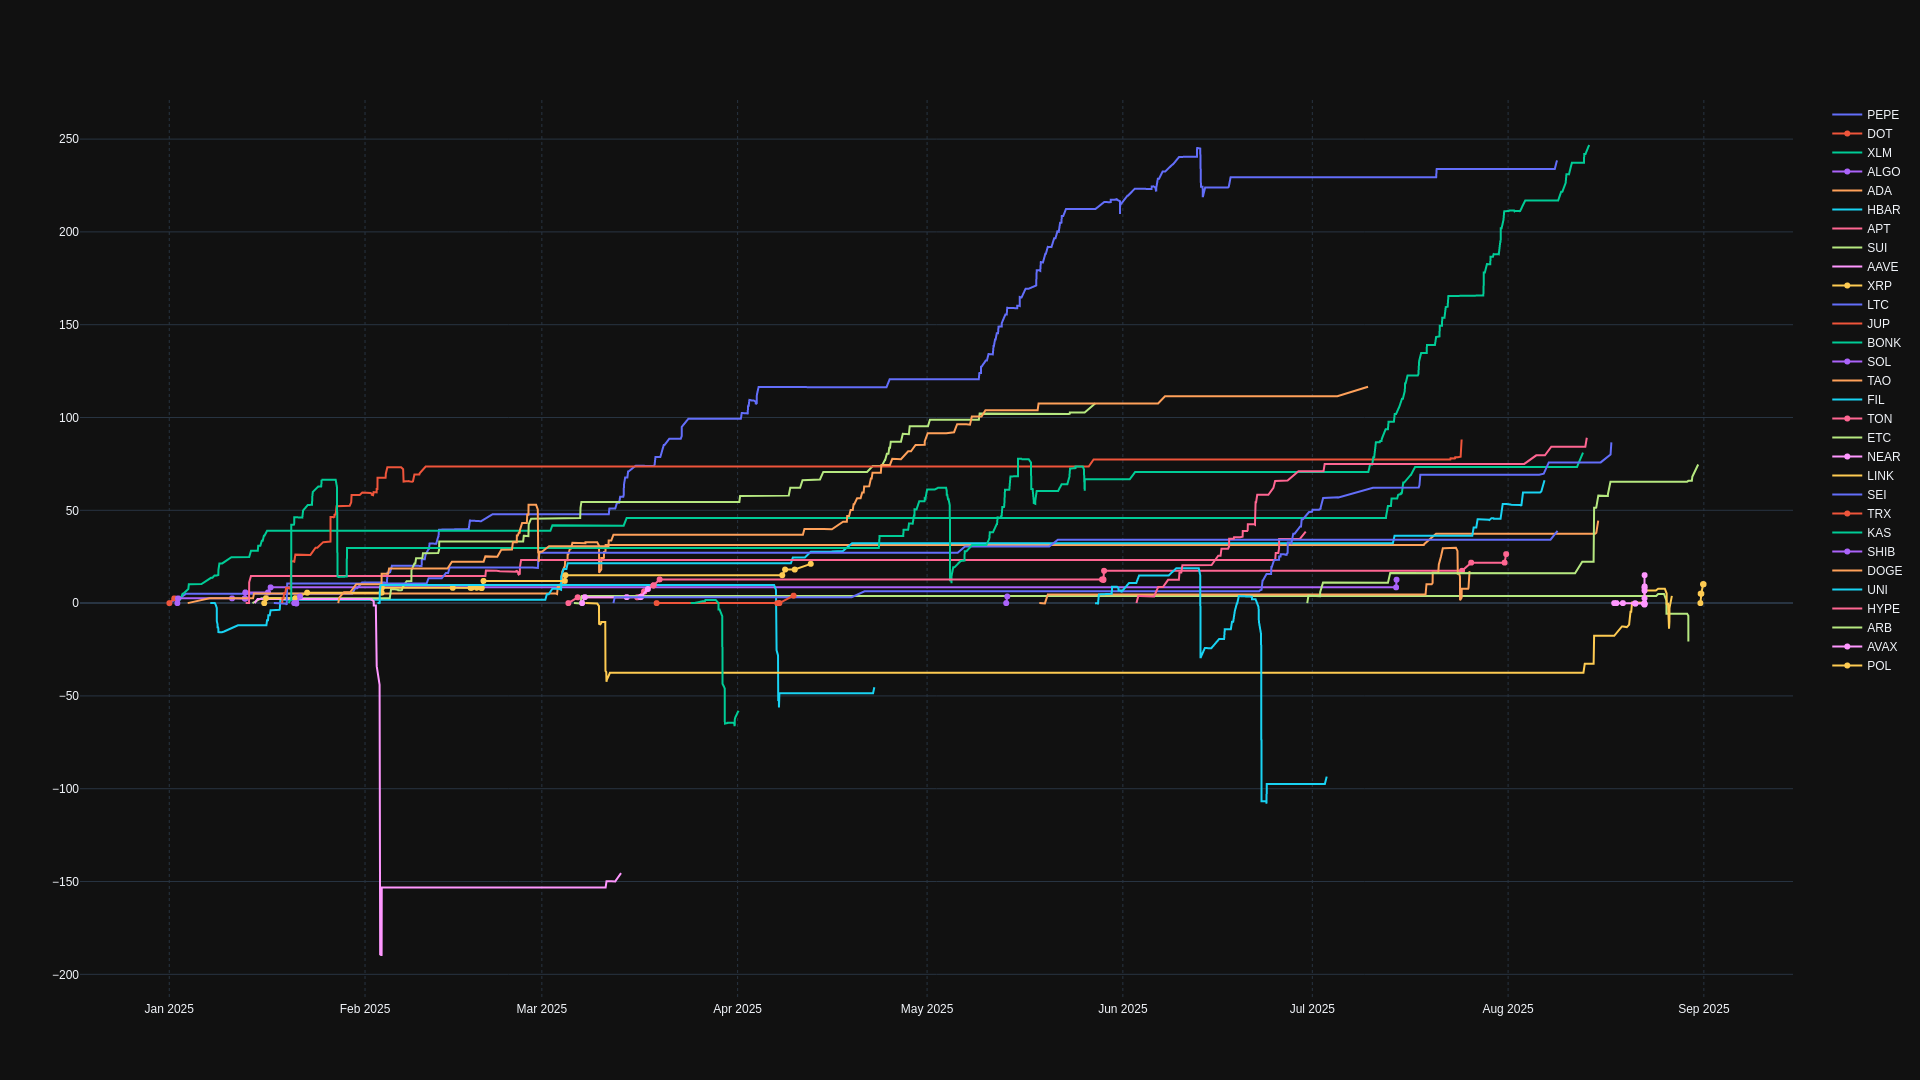 250
200
150
100
50
0
−50
−100
−150
−200
Jan 2025
Feb 2025
Mar 2025
Apr 2025
May 2025
Jun 2025
Jul 2025
Aug 2025
Sep 2025
PEPE
DOT
XLM
ALGO
ADA
HBAR
APT
SUI
AAVE
XRP
LTC
JUP
BONK
SOL
TAO
FIL
TON
ETC
NEAR
LINK
SEI
TRX
KAS
SHIB
DOGE
UNI
HYPE
ARB
AVAX
POL